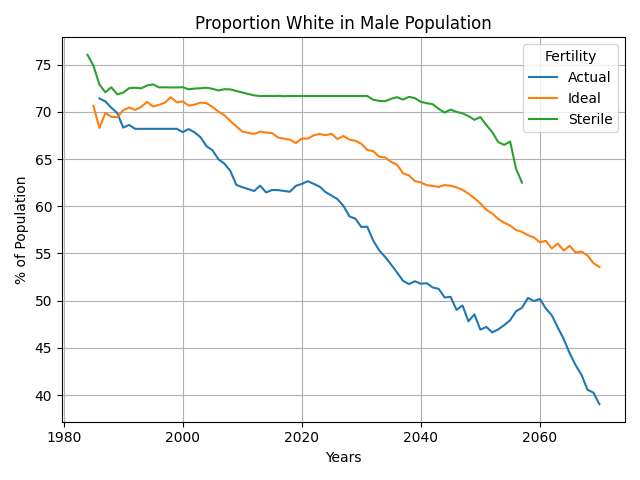 Proportion White in Male Population
% of Population
75
70
65
60
55
50
45
40
1980
2000
2020
2040
2060
Years
Fertility
Actual
Ideal
Sterile